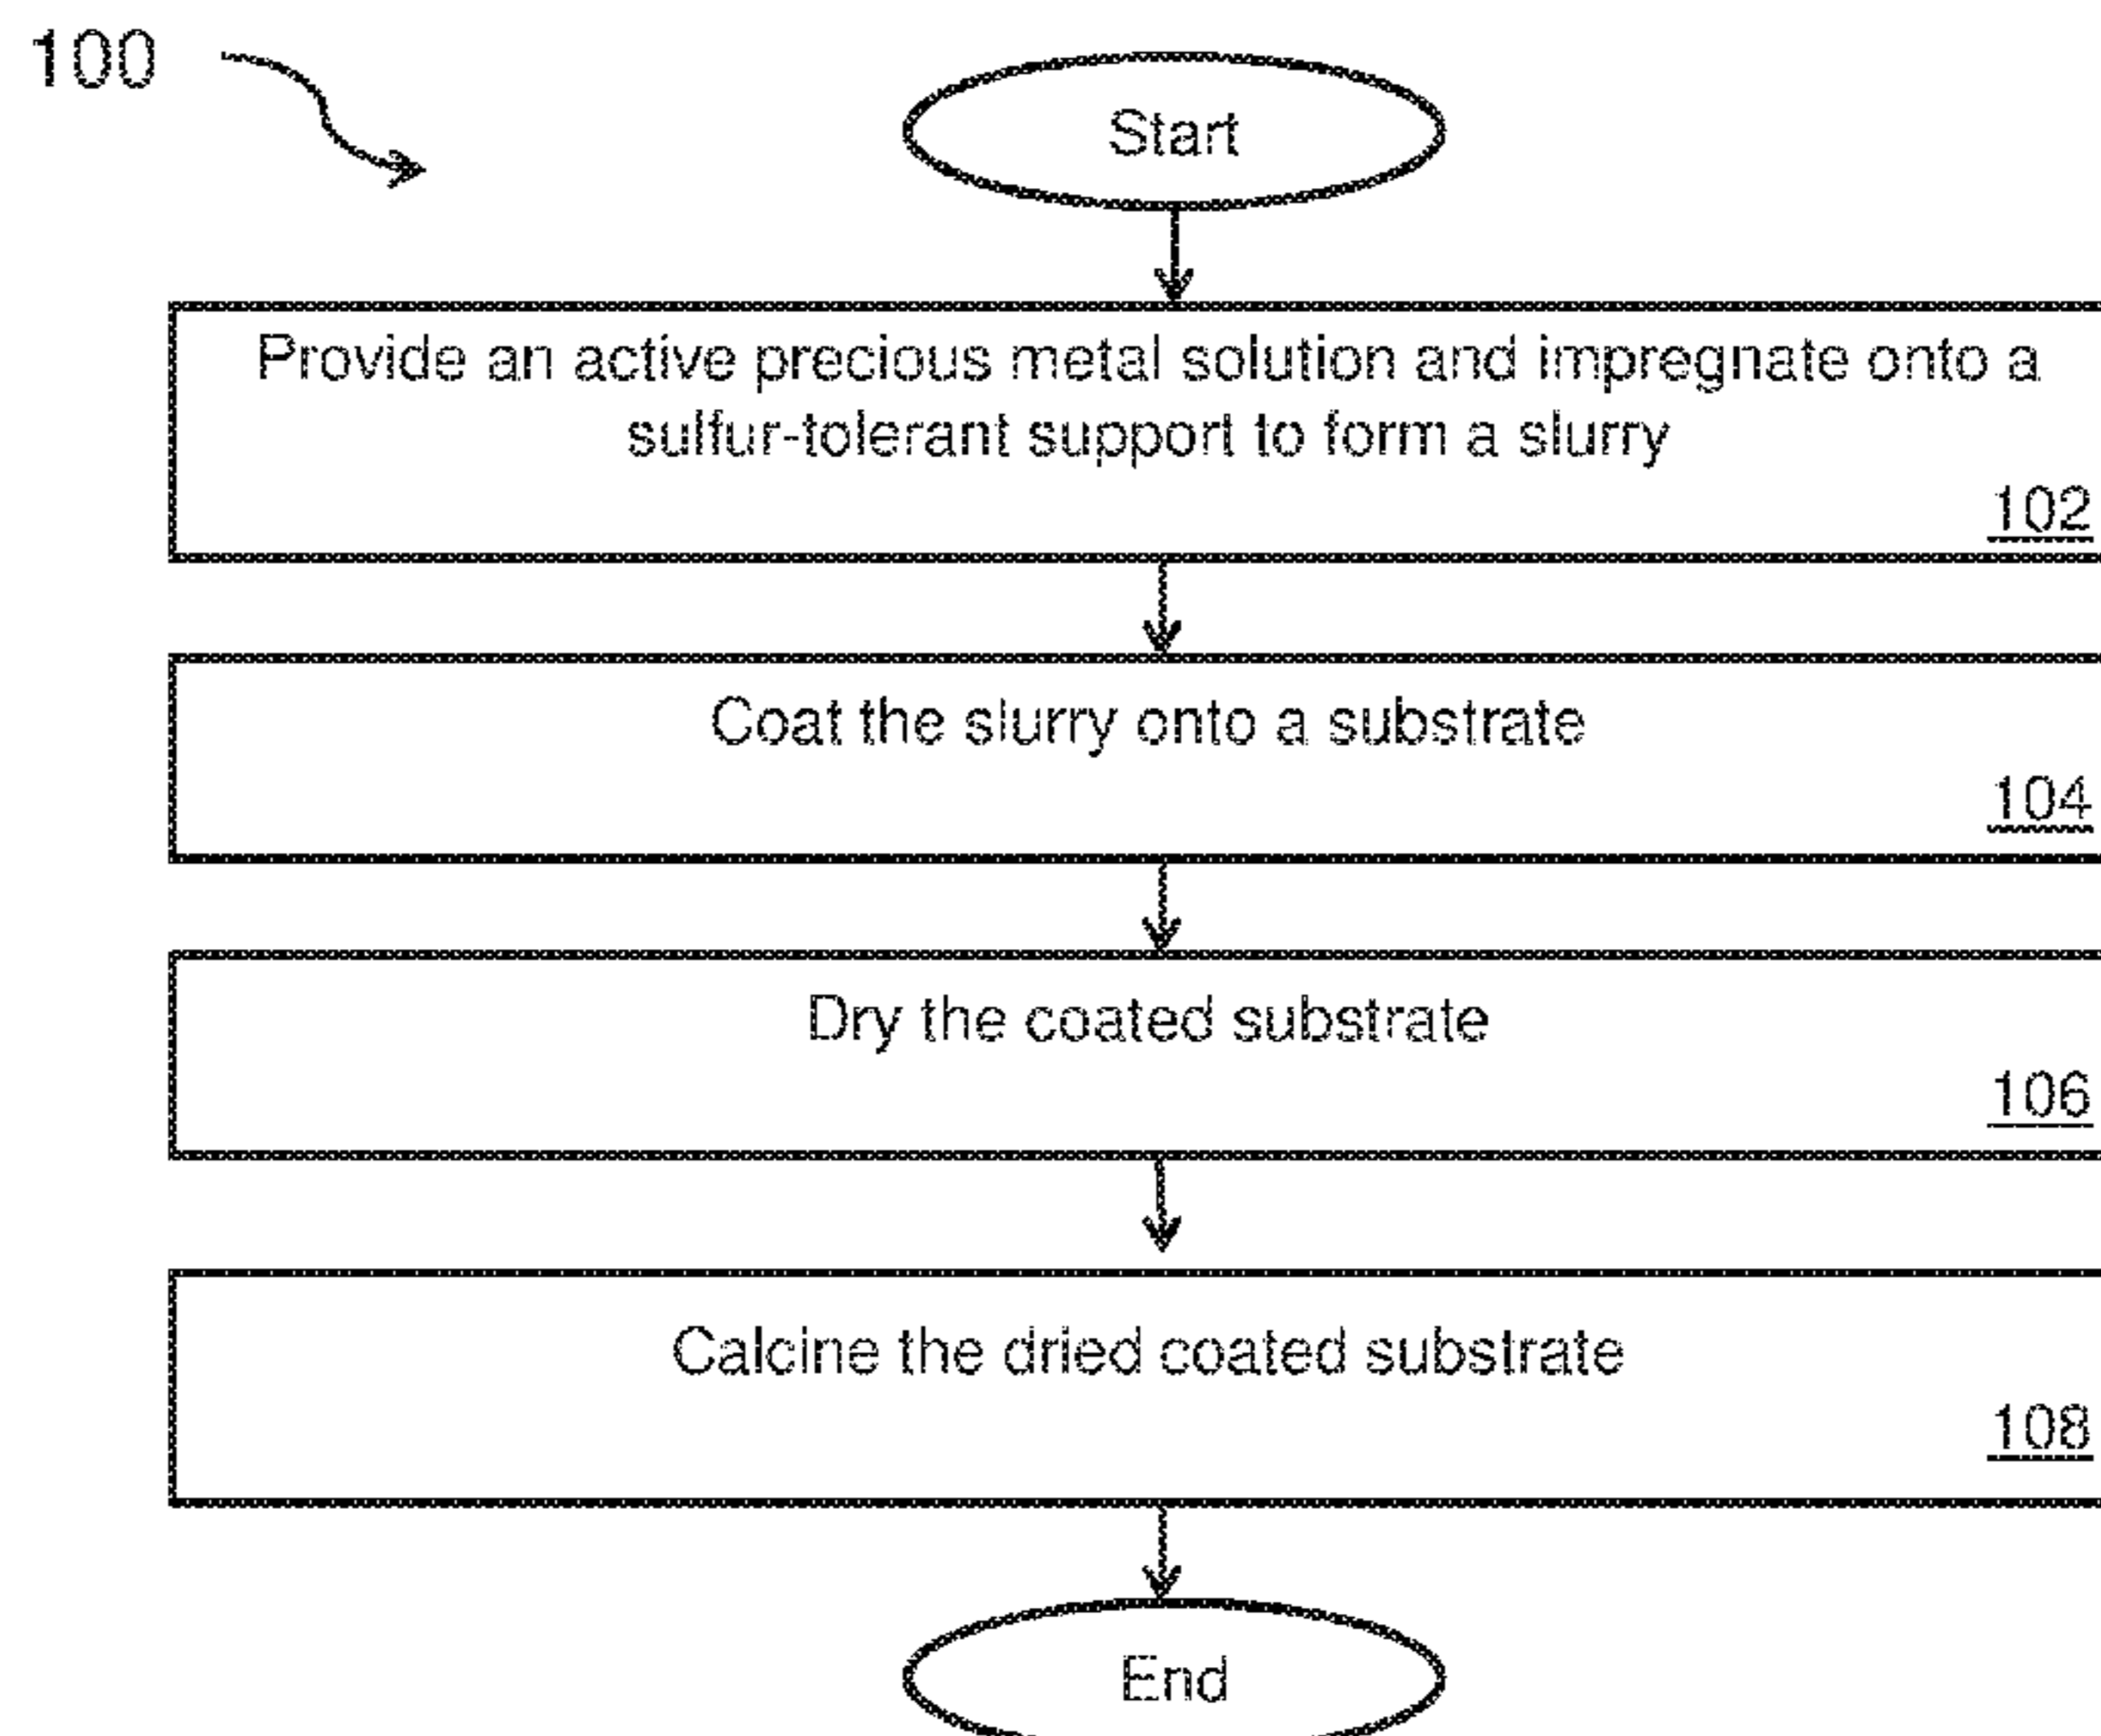 100
Start
Provide an active precious metal solution and impregnate onto a
sulfur-tolerant support to form a slurry
102
Coat the slurry onto a substrate
104
Dry the coated substrate
106
Calcine the dried coated substrate
108
End